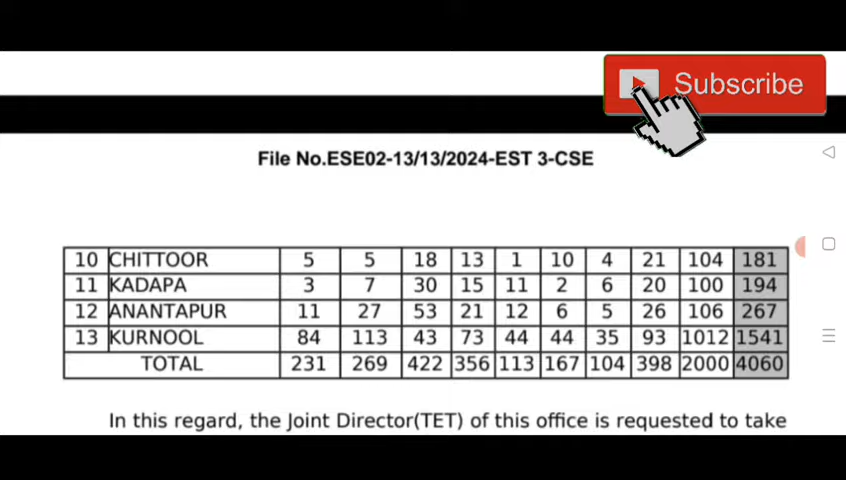 Subscribe
File No.ESE02-13/13/2024-EST 3-CSE
10 CHITTOOR 5 5 18 13 1 10 4 21 104 181
11 KADAPA 3 7 30 15 11 2 6 20 100 194
12 ANANTAPUR 11 27 53 21 12 6 5 26 106 267
13 KURNOOL 84 113 43 73 44 44 35 93 1012 1541
TOTAL 231 269 422 356 113 167 104 398 2000 4060
In this regard, the Joint Director(TET) of this office is requested to take